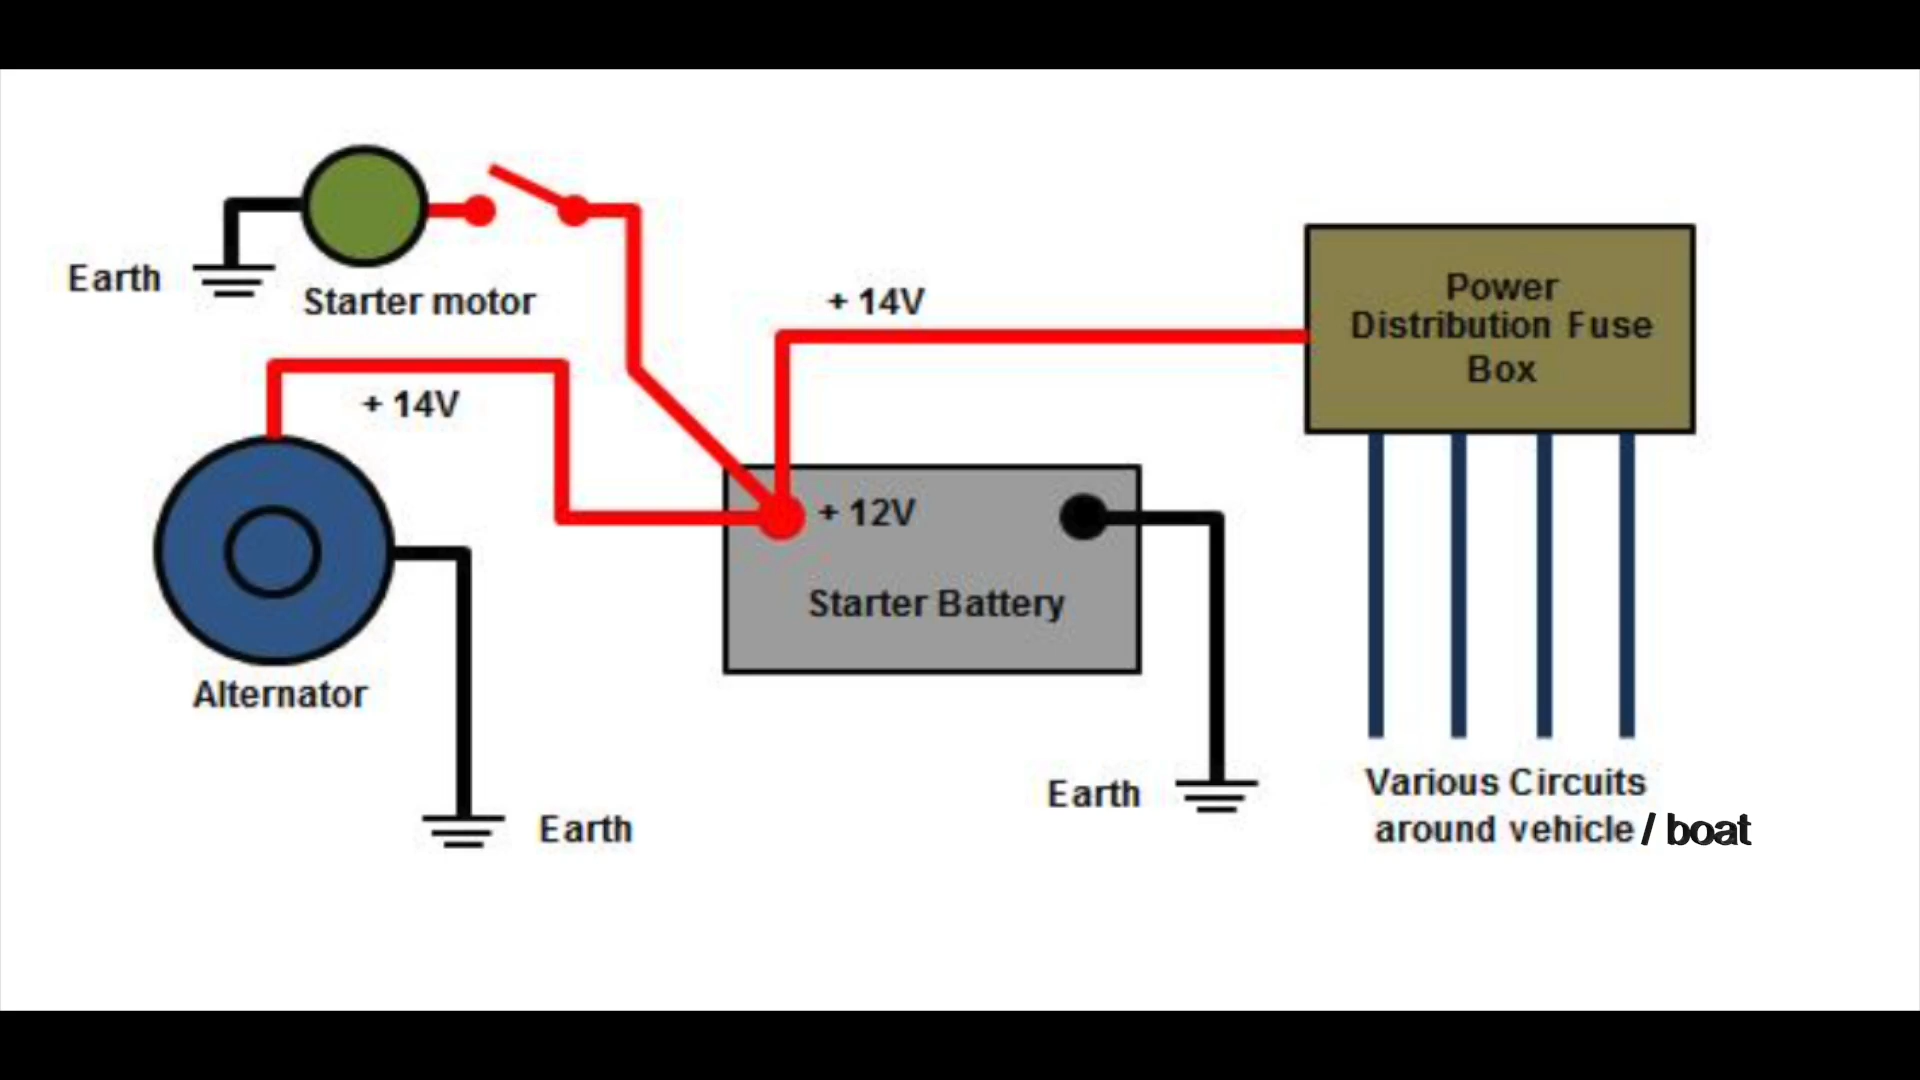 Earth
Starter motor
+ 14V
+ 14V
Power
Distribution Fuse
Box
+ 12V
Starter Battery
Alternator
Earth
Earth
Various Circuits
around vehicle / boat